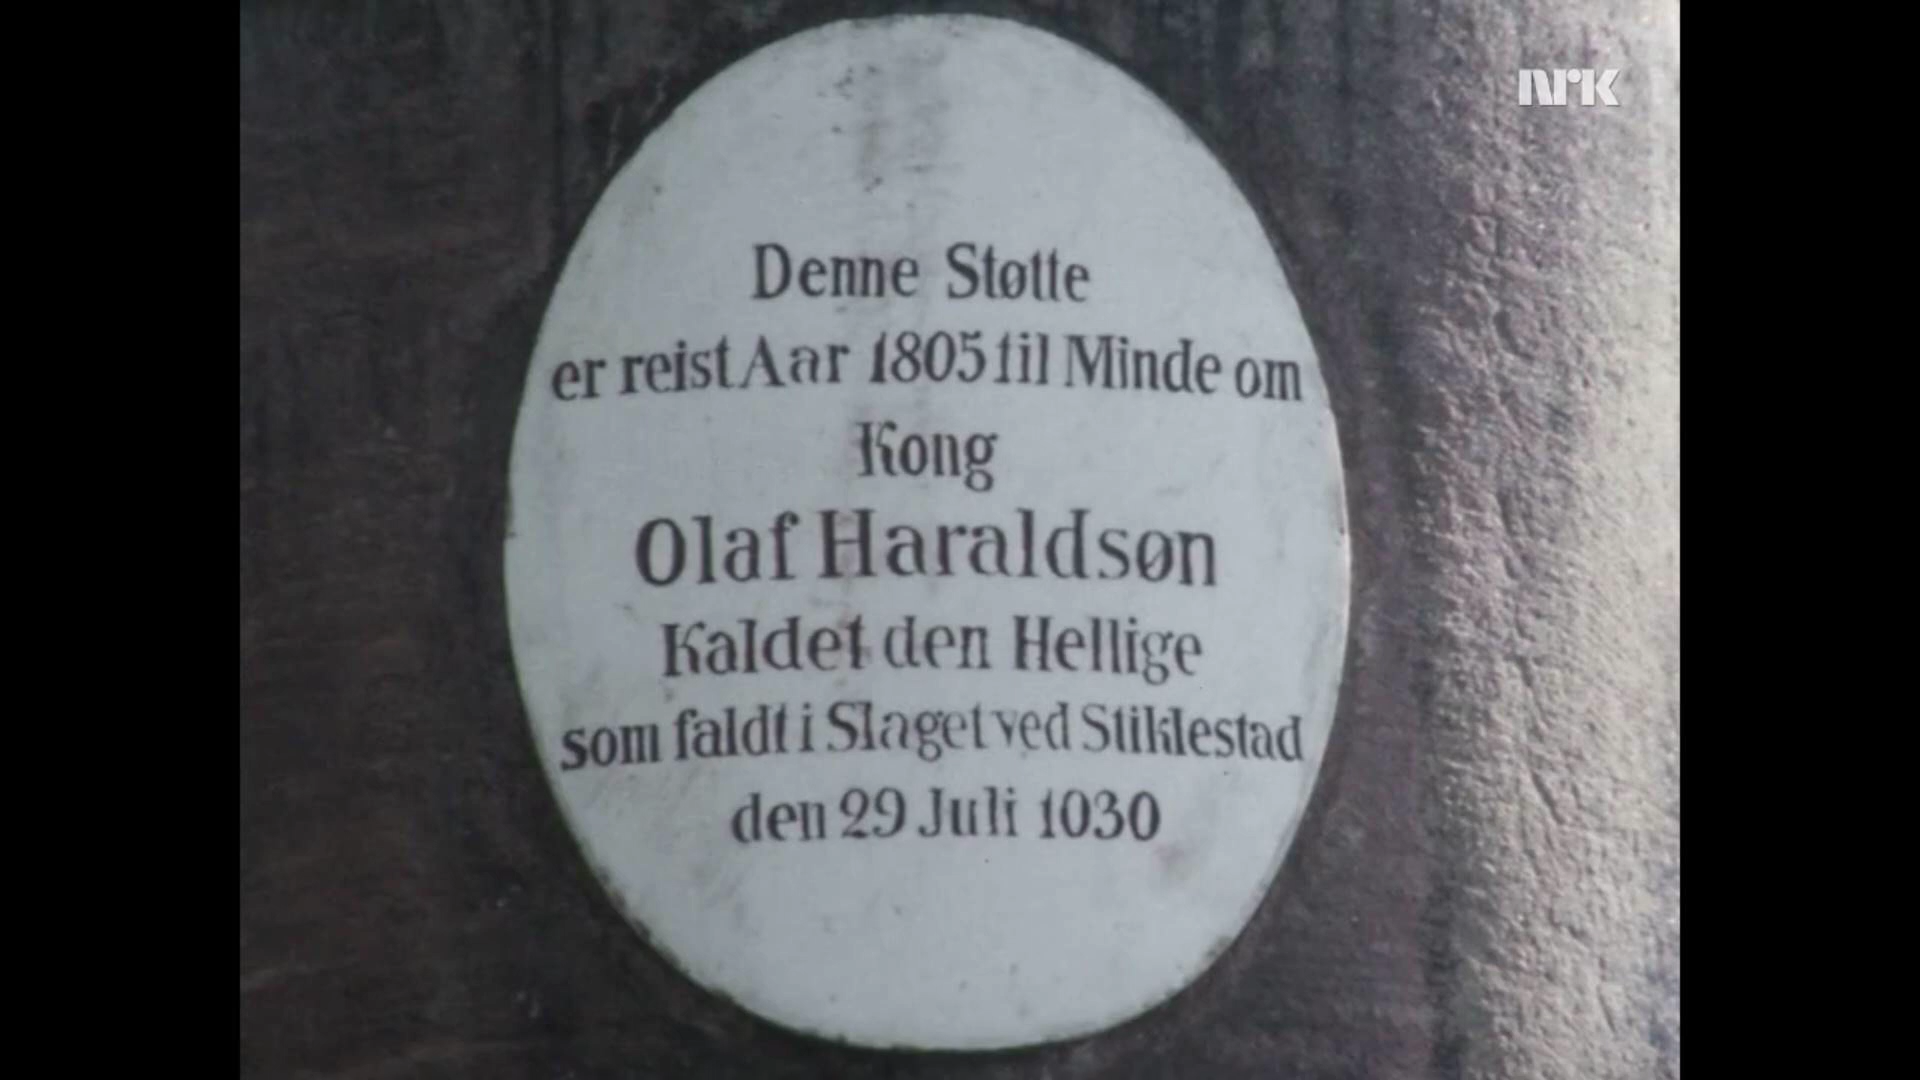 NRK
Denne Støtte
er reist Aar 1805 til Minde om
Kong
Olaf Haraldsøn
Kaldet den Hellige
som faldt i Slaget ved Stiklestad
den 29 Juli 1030